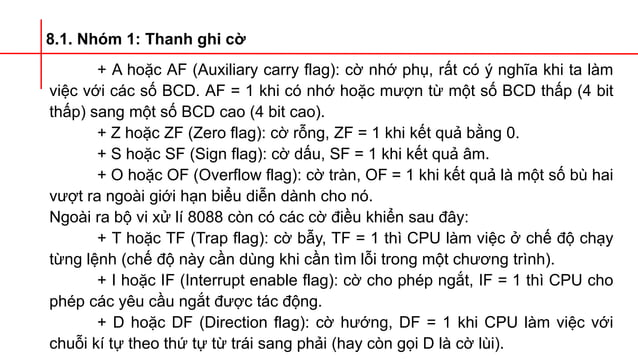 8.1. Nhóm 1: Thanh ghi cờ
+ A hoặc AF (Auxiliary carry flag): cờ nhớ phụ, rất có ý nghĩa khi ta làm
việc với các số BCD. AF = 1 khi có nhớ hoặc mượn từ một số BCD thấp (4 bit
thấp) sang một số BCD cao (4 bit cao).
+ Z hoặc ZF (Zero flag): cờ rỗng, ZF = 1 khi kết quả bằng 0.
+ S hoặc SF (Sign flag): cờ dấu, SF = 1 khi kết quả âm.
+ O hoặc OF (Overflow flag): cờ tràn, OF = 1 khi kết quả là một số bù hai
vượt ra ngoài giới hạn biểu diễn dành cho nó.
Ngoài ra bộ vi xử lí 8088 còn có các cờ điều khiển sau đây:
+ T hoặc TF (Trap flag): cờ bẫy, TF = 1 thì CPU làm việc ở chế độ chạy
từng lệnh (chế độ này cần dùng khi cần tìm lỗi trong một chương trình).
+ I hoặc IF (Interrupt enable flag): cờ cho phép ngắt, IF = 1 thì CPU cho
phép các yêu cầu ngắt được tác động.
+ D hoặc DF (Direction flag): cờ hướng, DF = 1 khi CPU làm việc với
chuỗi kí tự theo thứ tự từ trái sang phải (hay còn gọi D là cờ lùi).